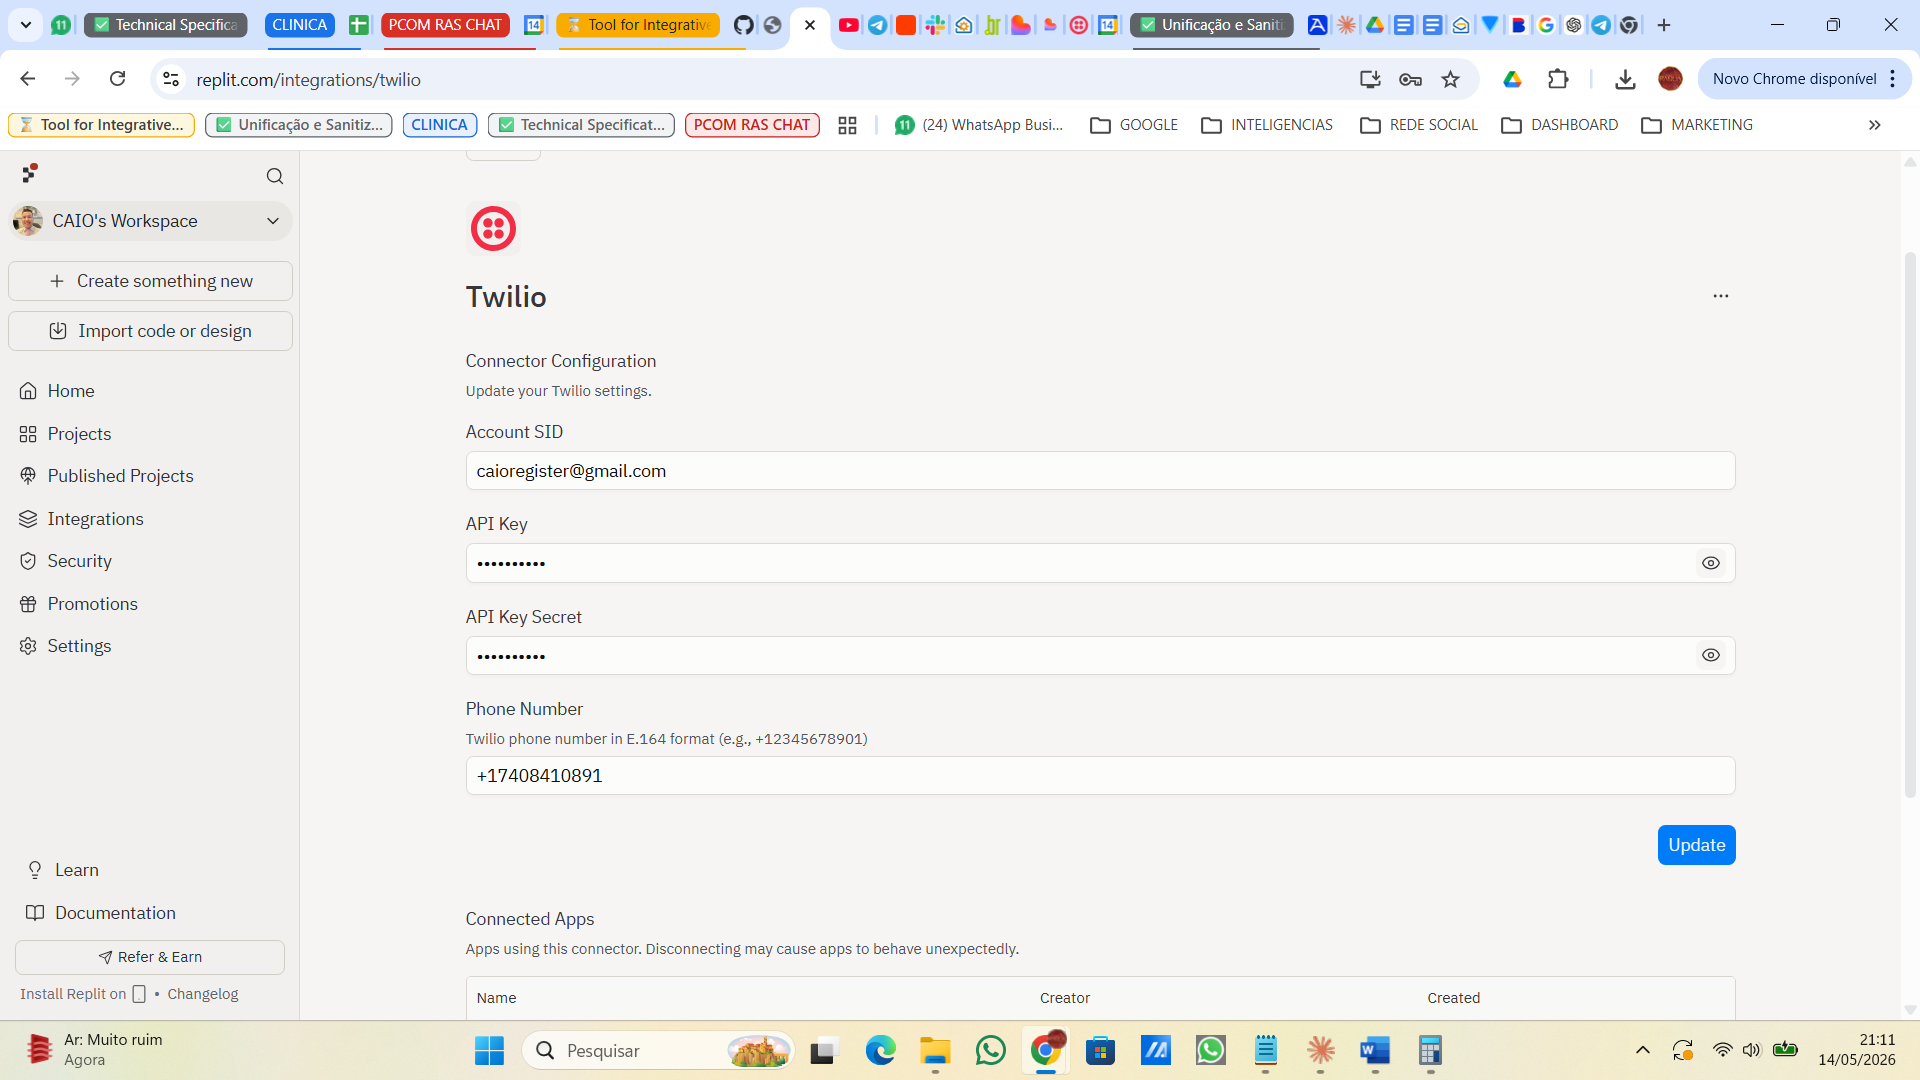 11
Technical Specifica
CLINICA
PCOM RAS CHAT
14
Tool for Integrative
14
Unificação e Saniti
replit.com/integrations/twilio
Novo Chrome disponível
Tool for Integrative...
Unificação e Sanitiz...
CLINICA
Technical Specificat...
PCOM RAS CHAT
11
(24) WhatsApp Busi...
GOOGLE
INTELIGENCIAS
REDE SOCIAL
DASHBOARD
MARKETING
CAIO's Workspace
Create something new
Import code or design
Home
Projects
Published Projects
Integrations
Security
Promotions
Settings
Learn
Documentation
Refer & Earn
Install Replit on • Changelog
Twilio
Connector Configuration
Update your Twilio settings.
Account SID
caioregister@gmail.com
API Key
••••••••••
API Key Secret
••••••••••
Phone Number
Twilio phone number in E.164 format (e.g., +12345678901)
+17408410891
Update
Connected Apps
Apps using this connector. Disconnecting may cause apps to behave unexpectedly.
Name
Creator
Created
Ar: Muito ruim
Agora
Pesquisar
21:11
14/05/2026